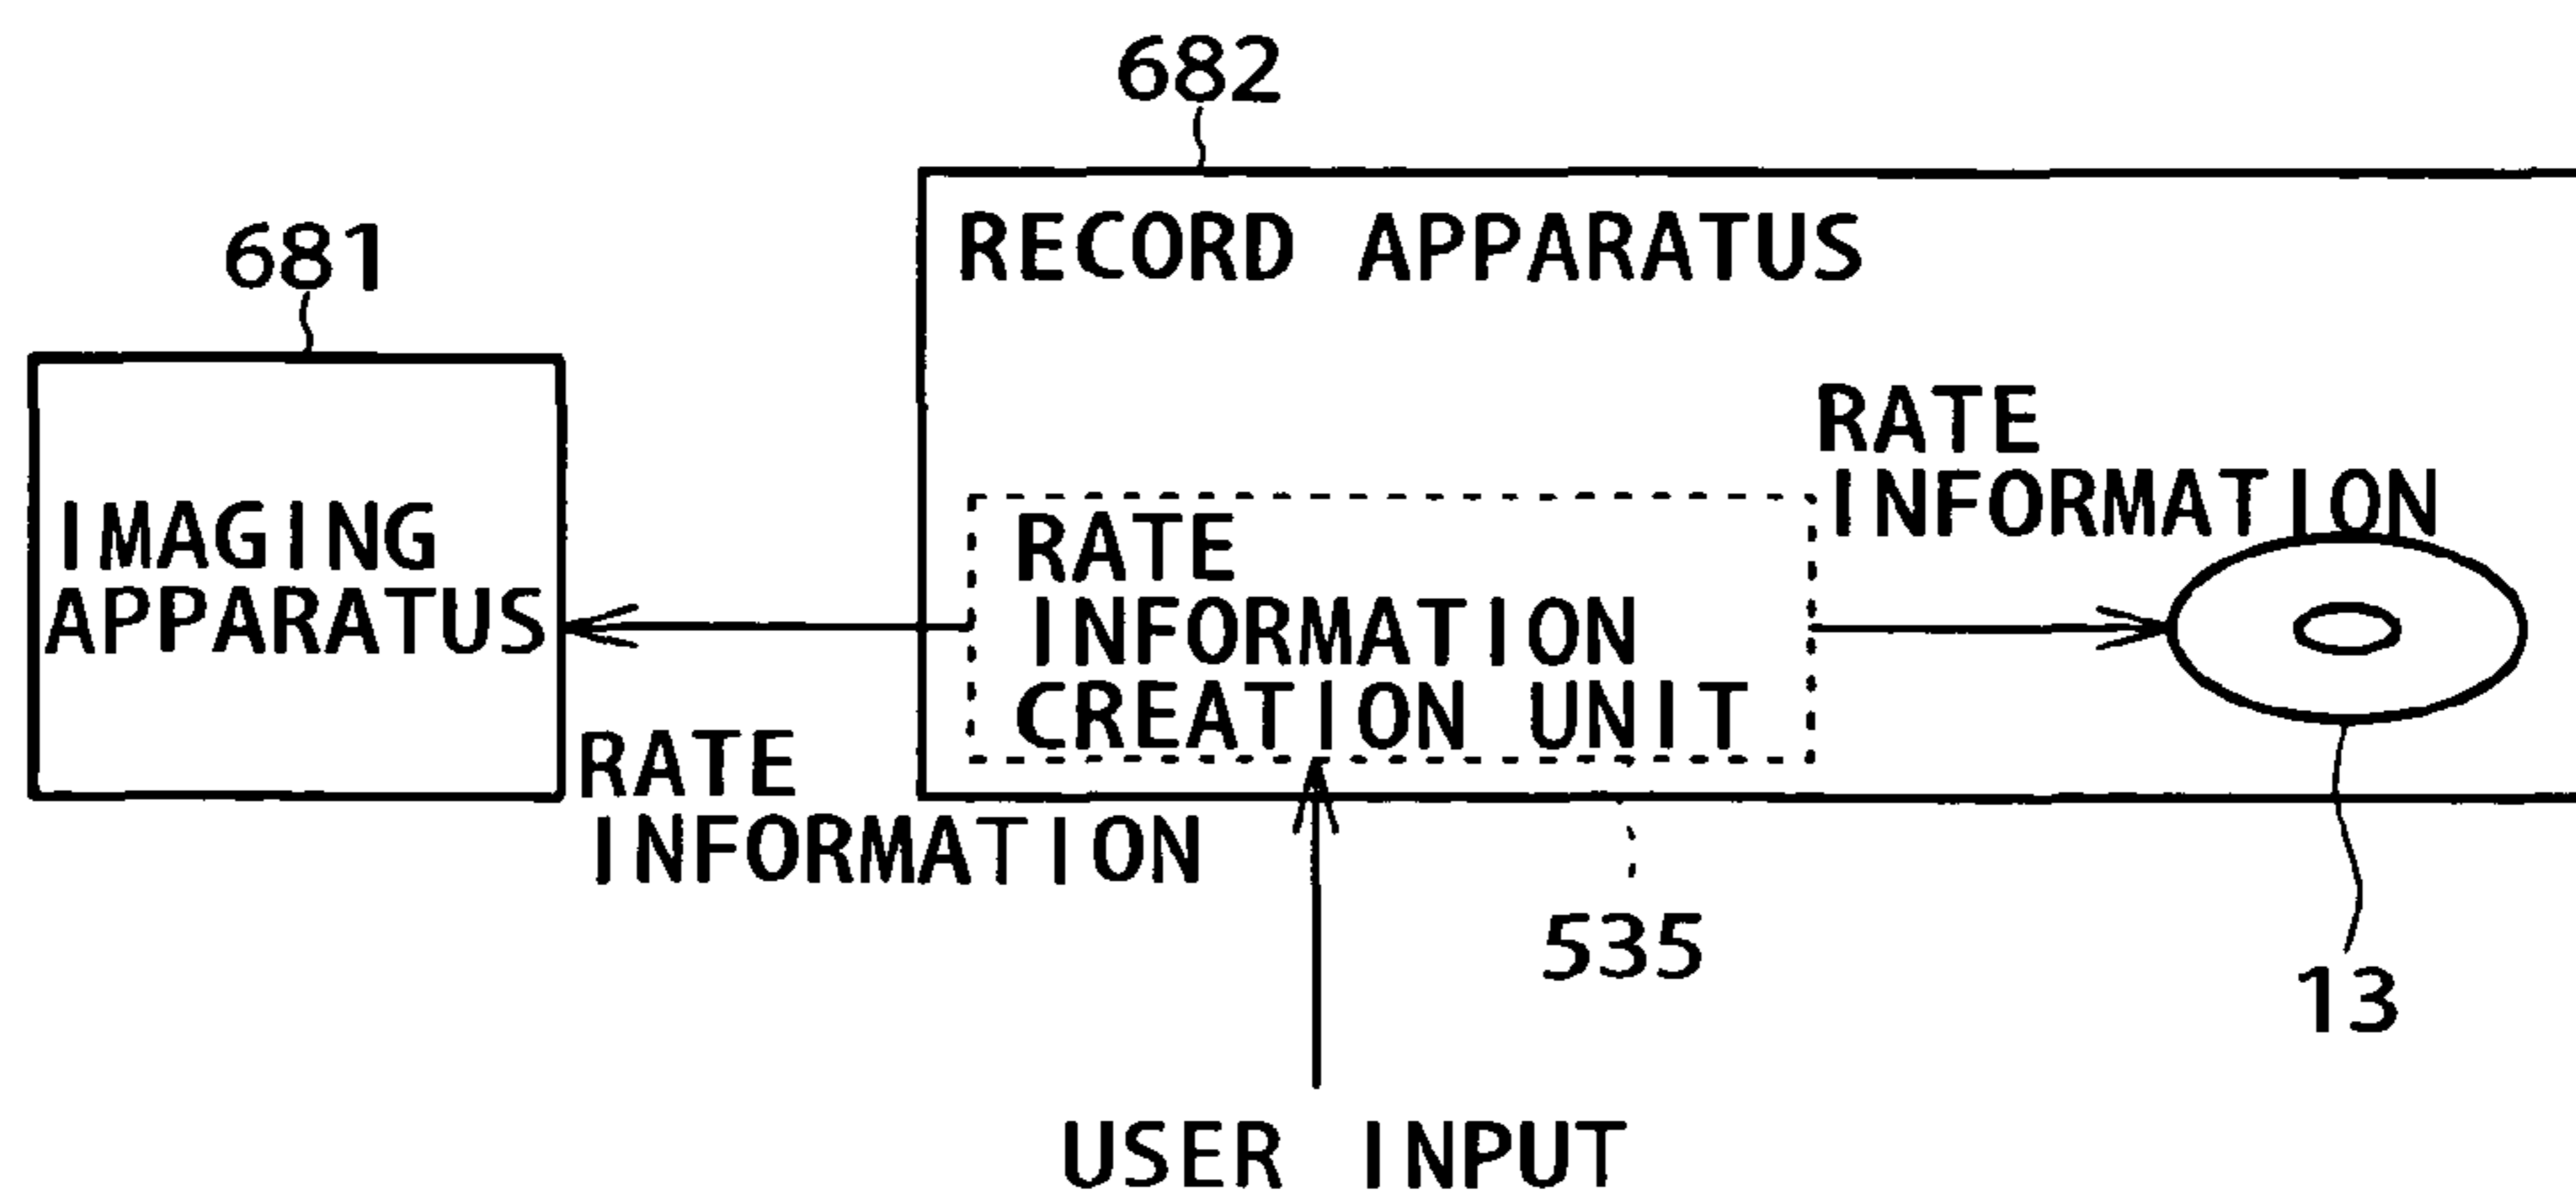 682
681
RECORD APPARATUS
IMAGING
APPARATUS
RATE
INFORMATION
CREATION UNIT
RATE
INFORMATION
RATE
INFORMATION
535
13
USER INPUT